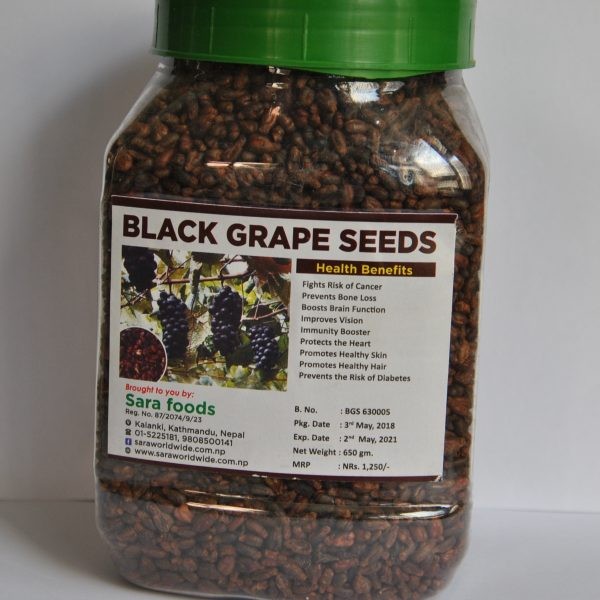 BLACK GRAPE SEEDS
Health Benefits
Fights Risk of Cancer
Prevents Bone Loss
Boosts Brain Function
Improves Vision
Immunity Booster
Protects the Heart
Promotes Healthy Skin
Promotes Healthy Hair
Prevents the Risk of Diabetes
Brought to you by:
Sara foods
Reg. No. 87/2074/9/23
Kalanki, Kathmandu, Nepal
01-5225181, 9808500141
saraworldwide.com.np
www.saraworldwide.com.np
B. No. : BGS 630005
Pkg. Date : 3rd May, 2018
Exp. Date : 2nd May, 2021
Net Weight : 650 gm.
MRP : NRs. 1,250/-